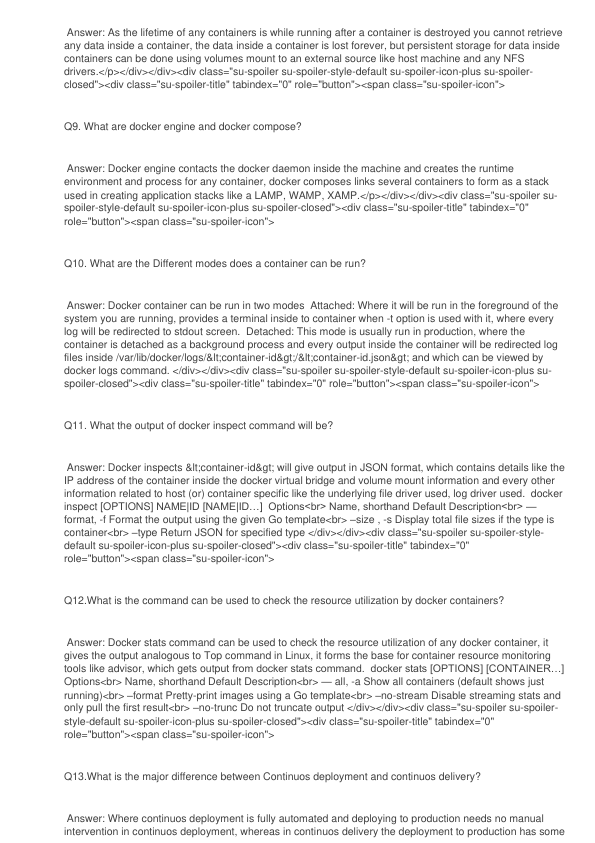 Answer: As the lifetime of any containers is while running after a container is destroyed you cannot retrieve
any data inside a container, the data inside a container is lost forever, but persistent storage for data inside
containers can be done using volumes mount to an external source like host machine and any NFS
drivers.</p></div></div><div class="su-spoiler su-spoiler-style-default su-spoiler-icon-plus su-spoiler-
closed"><div class="su-spoiler-title" tabindex="0" role="button"><span class="su-spoiler-icon">
Q9. What are docker engine and docker compose?
Answer: Docker engine contacts the docker daemon inside the machine and creates the runtime
environment and process for any container, docker composes links several containers to form as a stack
used in creating application stacks like a LAMP, WAMP, XAMP.</p></div></div><div class="su-spoiler su-
spoiler-style-default su-spoiler-icon-plus su-spoiler-closed"><div class="su-spoiler-title" tabindex="0"
role="button"><span class="su-spoiler-icon">
Q10. What are the Different modes does a container can be run?
Answer: Docker container can be run in two modes  Attached: Where it will be run in the foreground of the
system you are running, provides a terminal inside to container when -t option is used with it, where every
log will be redirected to stdout screen.  Detached: This mode is usually run in production, where the
container is detached as a background process and every output inside the container will be redirected log
files inside /var/lib/docker/logs/&lt;container-id&gt;/&lt;container-id.json&gt; and which can be viewed by
docker logs command. </div></div><div class="su-spoiler su-spoiler-style-default su-spoiler-icon-plus su-
spoiler-closed"><div class="su-spoiler-title" tabindex="0" role="button"><span class="su-spoiler-icon">
Q11. What the output of docker inspect command will be?
Answer: Docker inspects &lt;container-id&gt; will give output in JSON format, which contains details like the
IP address of the container inside the docker virtual bridge and volume mount information and every other
information related to host (or) container specific like the underlying file driver used, log driver used.  docker
inspect [OPTIONS] NAME|ID [NAME|ID…]  Options<br> Name, shorthand Default Description<br> —
format, -f Format the output using the given Go template<br> –size , -s Display total file sizes if the type is
container<br> –type Return JSON for specified type </div></div><div class="su-spoiler su-spoiler-style-
default su-spoiler-icon-plus su-spoiler-closed"><div class="su-spoiler-title" tabindex="0"
role="button"><span class="su-spoiler-icon">
Q12.What is the command can be used to check the resource utilization by docker containers?
Answer: Docker stats command can be used to check the resource utilization of any docker container, it
gives the output analogous to Top command in Linux, it forms the base for container resource monitoring
tools like advisor, which gets output from docker stats command.  docker stats [OPTIONS] [CONTAINER…]
Options<br> Name, shorthand Default Description<br> — all, -a Show all containers (default shows just
running)<br> –format Pretty-print images using a Go template<br> –no-stream Disable streaming stats and
only pull the first result<br> –no-trunc Do not truncate output </div></div><div class="su-spoiler su-spoiler-
style-default su-spoiler-icon-plus su-spoiler-closed"><div class="su-spoiler-title" tabindex="0"
role="button"><span class="su-spoiler-icon">
Q13.What is the major difference between Continuos deployment and continuos delivery?
Answer: Where continuos deployment is fully automated and deploying to production needs no manual
intervention in continuos deployment, whereas in continuos delivery the deployment to production has some